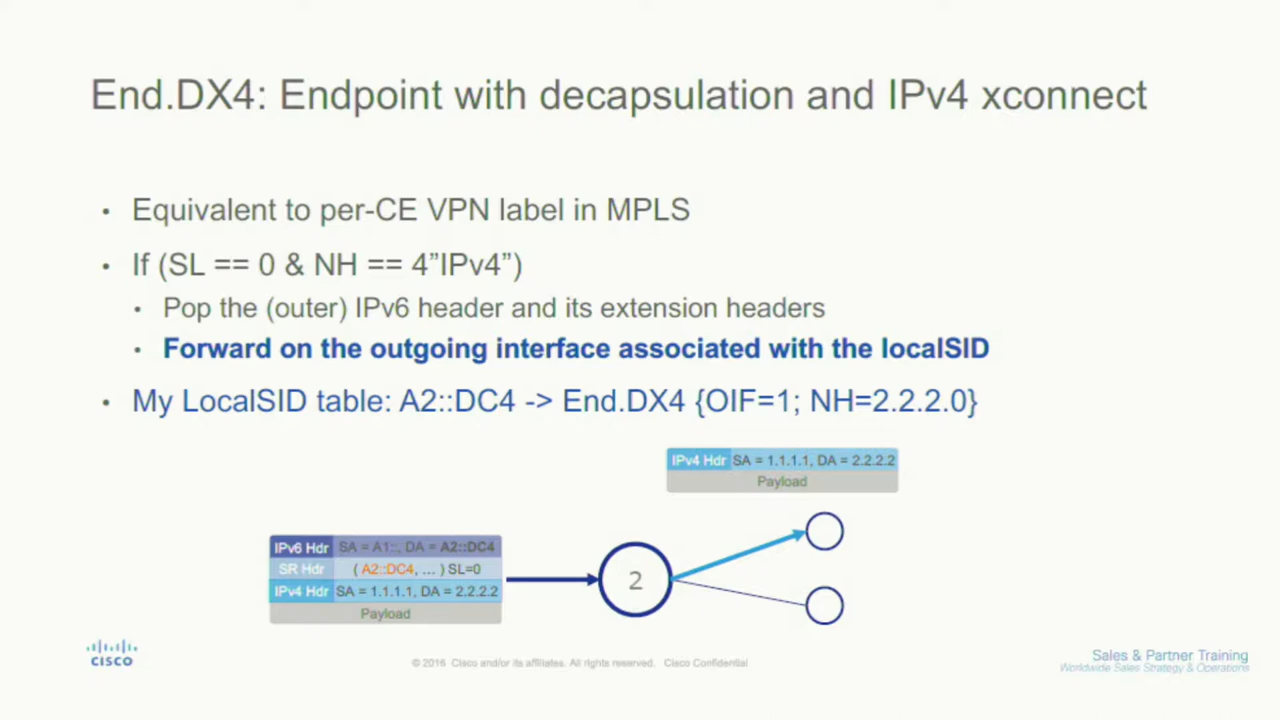 End.DX4: Endpoint with decapsulation and IPv4 xconnect
• Equivalent to per-CE VPN label in MPLS
• If (SL == 0 & NH == 4”IPv4”)
• Pop the (outer) IPv6 header and its extension headers
• Forward on the outgoing interface associated with the localSID
• My LocalSID table: A2::DC4 -> End.DX4 {OIF=1; NH=2.2.2.0}
IPv4 Hdr SA = 1.1.1.1, DA = 2.2.2.2
Payload
IPv6 Hdr SA = A1::, DA = A2::DC4
SR Hdr ( A2::DC4, … ) SL=0
IPv4 Hdr SA = 1.1.1.1, DA = 2.2.2.2
Payload
2
CISCO
© 2016 Cisco and/or its affiliates. All rights reserved. Cisco Confidential
Sales & Partner Training
Worldwide Sales Strategy & Operations